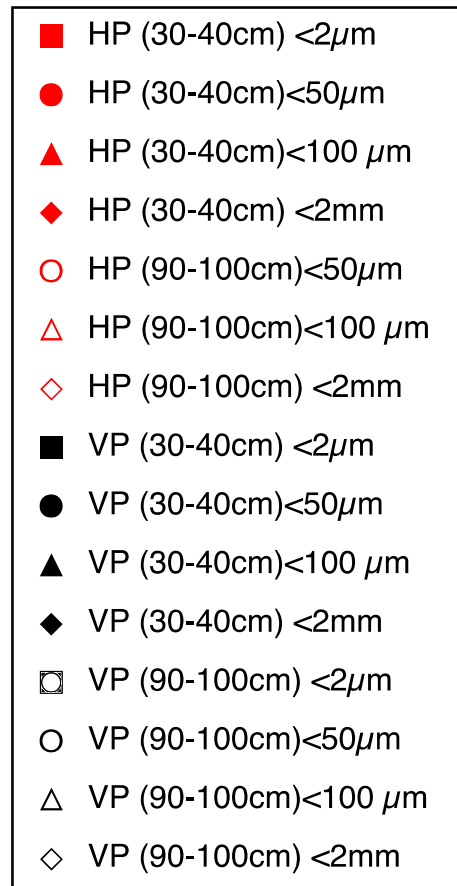 HP (30-40cm) <2µm
HP (30-40cm)<50µm
HP (30-40cm)<100 µm
HP (30-40cm) <2mm
HP (90-100cm)<50µm
HP (90-100cm)<100 µm
HP (90-100cm) <2mm
VP (30-40cm) <2µm
VP (30-40cm)<50µm
VP (30-40cm)<100 µm
VP (30-40cm) <2mm
VP (90-100cm) <2µm
VP (90-100cm)<50µm
VP (90-100cm)<100 µm
VP (90-100cm) <2mm